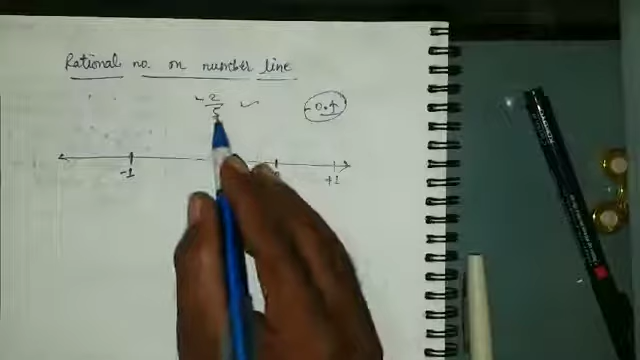 Rational no. on number line
-2/5 ✓ -0.4
-1 +1